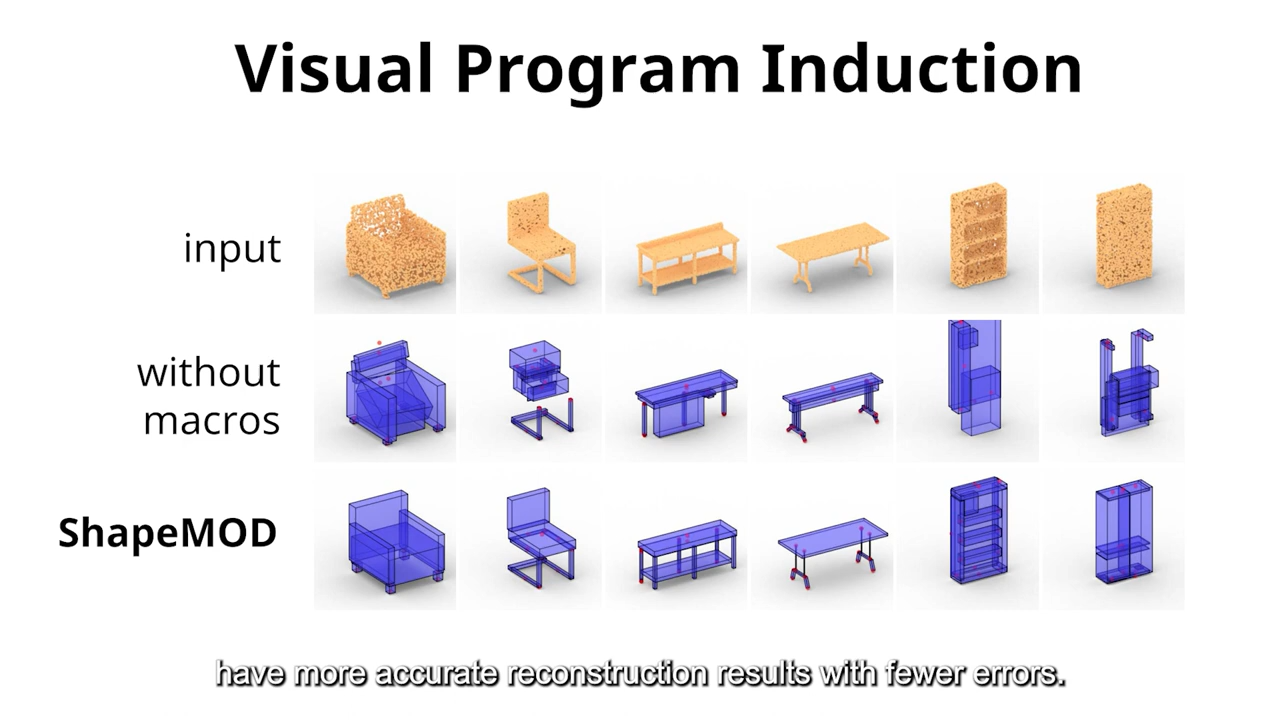 Visual Program Induction
input
without
macros
ShapeMOD
have more accurate reconstruction results with fewer errors.